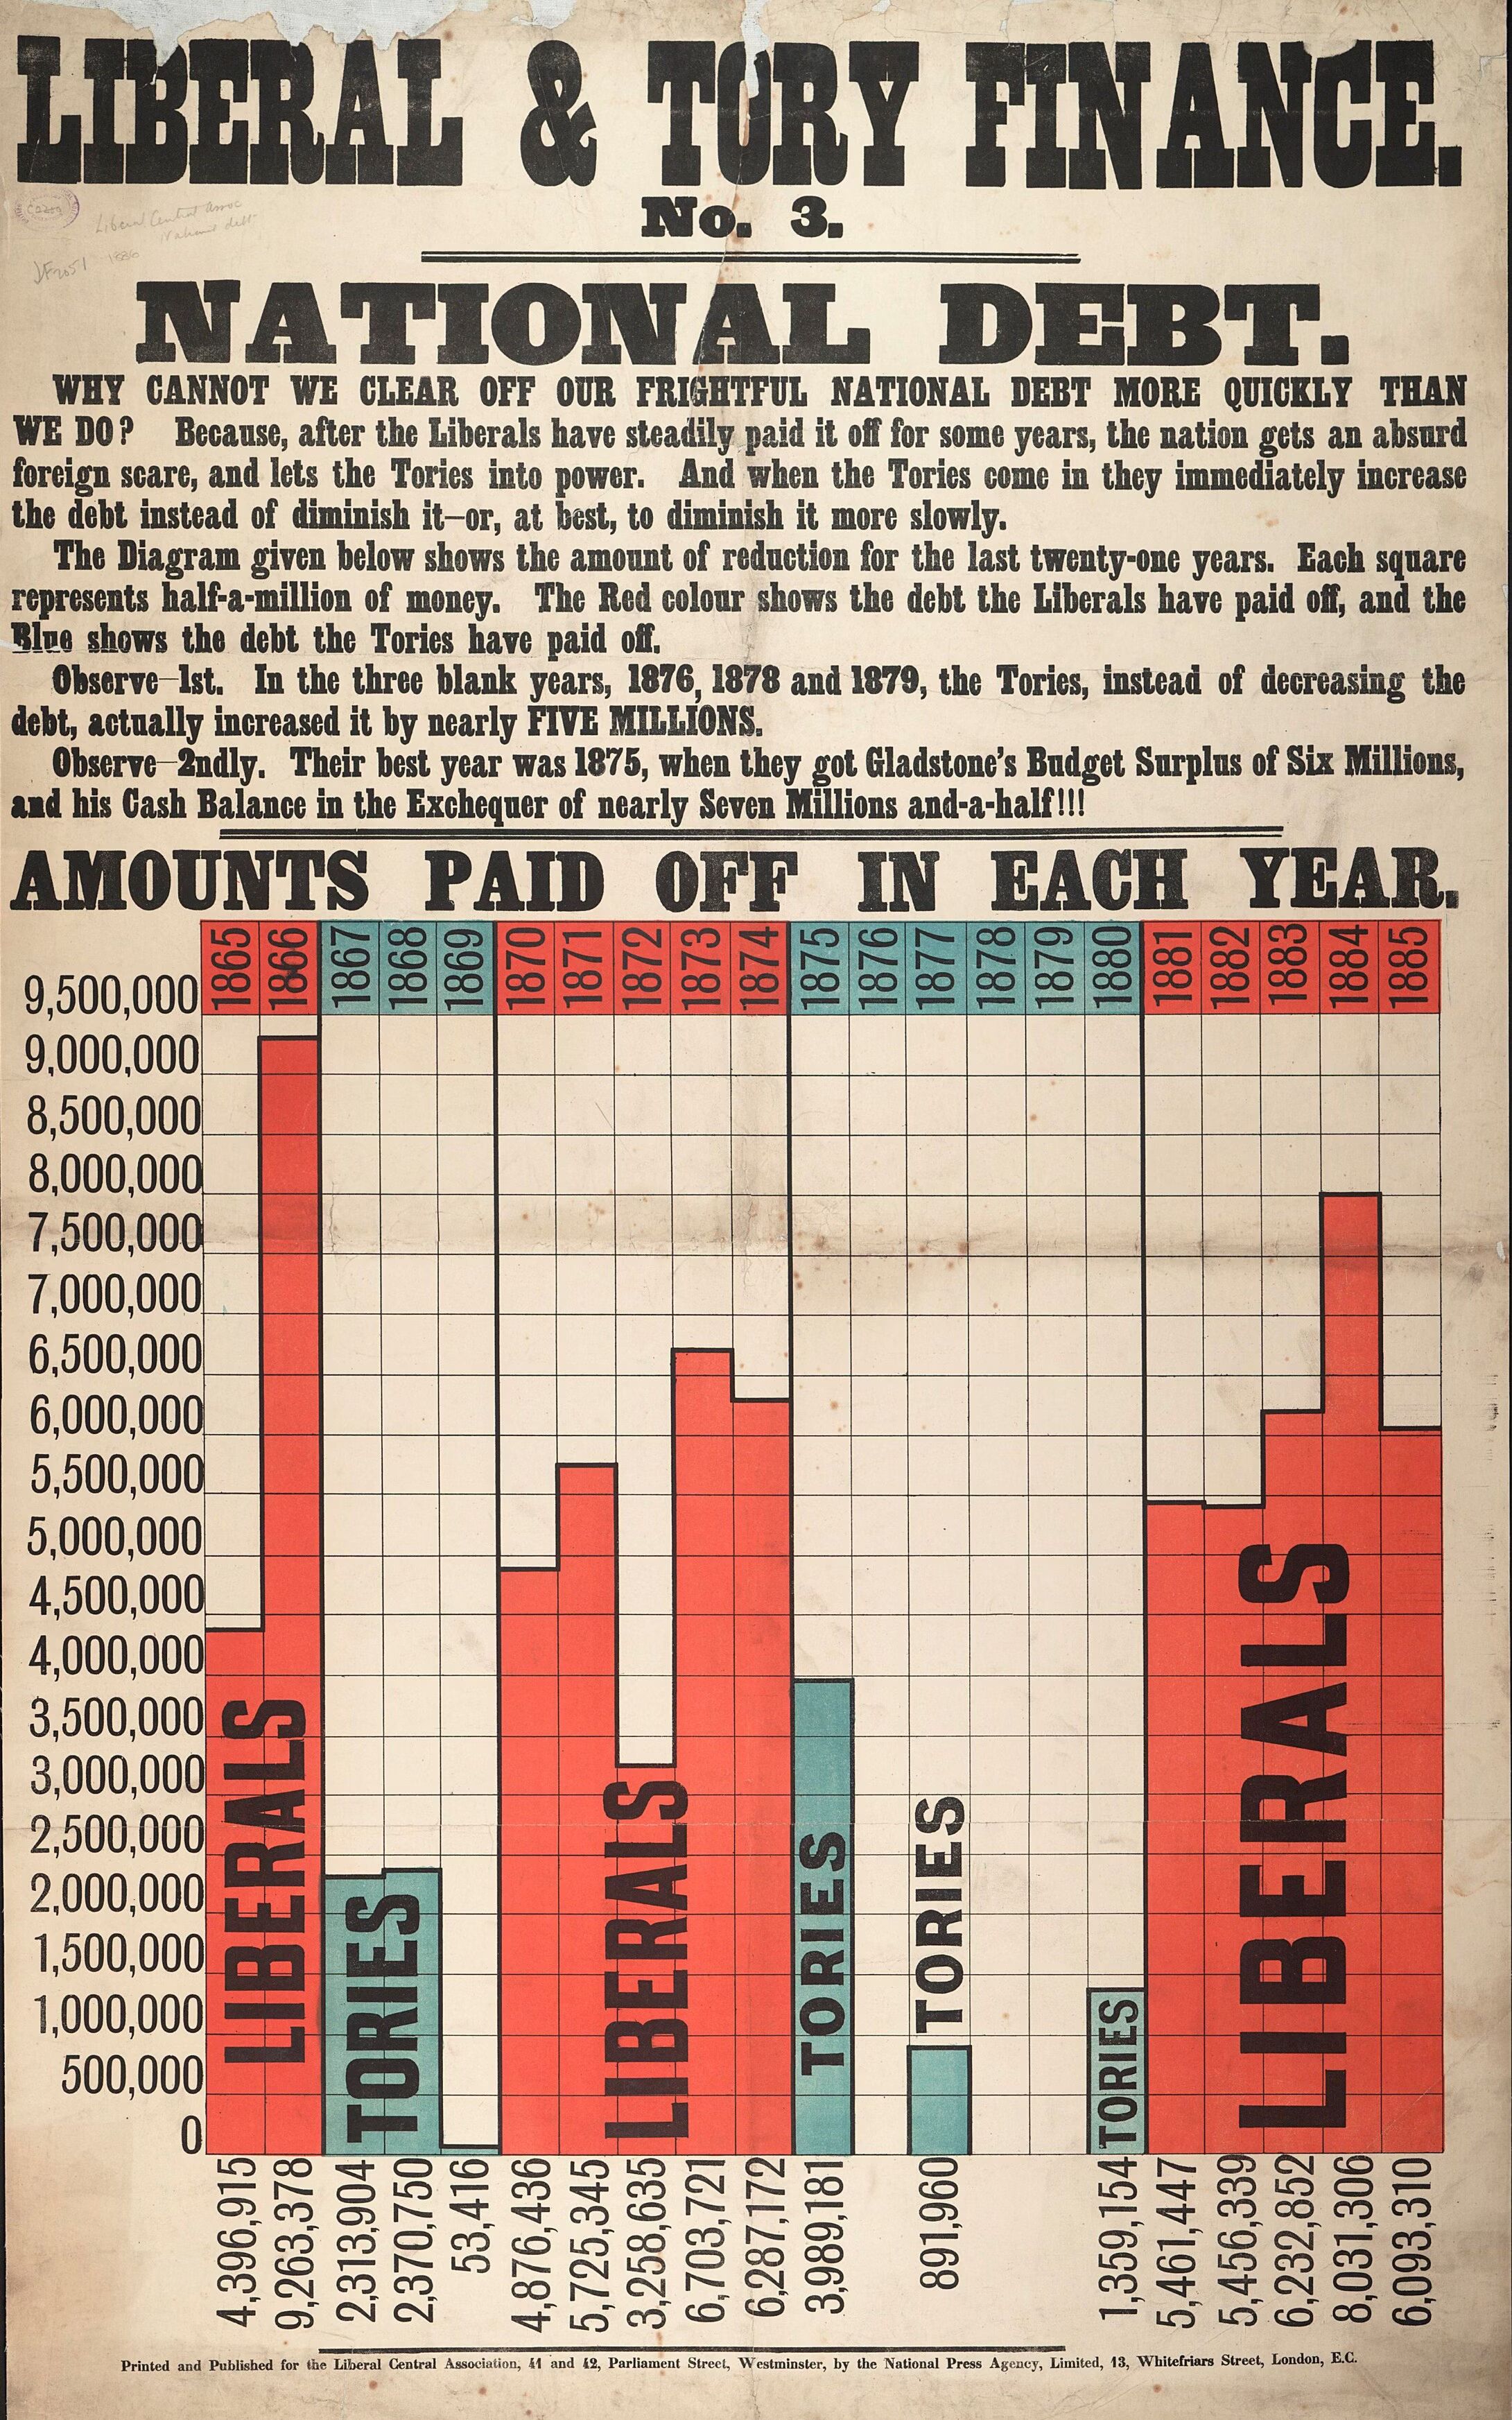 LIBERAL & TORY FINANCE.
No. 3.
Liberal Central Assoc
National debt
1886
NATIONAL DEBT.
WHY CANNOT WE CLEAR OFF OUR FRIGHTFUL NATIONAL DEBT MORE QUICKLY THAN
WE DO? Because, after the Liberals have steadily paid it off for some years, the nation gets an absurd
foreign scare, and lets the Tories into power. And when the Tories come in they immediately increase
the debt instead of diminish it—or, at best, to diminish it more slowly.
The Diagram given below shows the amount of reduction for the last twenty-one years. Each square
represents half-a-million of money. The Red colour shows the debt the Liberals have paid off, and the
Blue shows the debt the Tories have paid off.
Observe—1st. In the three blank years, 1876, 1878 and 1879, the Tories, instead of decreasing the
debt, actually increased it by nearly FIVE MILLIONS.
Observe—2ndly. Their best year was 1875, when they got Gladstone's Budget Surplus of Six Millions,
and his Cash Balance in the Exchequer of nearly Seven Millions and-a-half!!!
AMOUNTS PAID OFF IN EACH YEAR.
1865 1866 1867 1868 1869 1870 1871 1872 1873 1874 1875 1876 1877 1878 1879 1880 1881 1882 1883 1884 1885
9,500,000
9,000,000
8,500,000
8,000,000
7,500,000
7,000,000
6,500,000
6,000,000
5,500,000
5,000,000
4,500,000
4,000,000
3,500,000
3,000,000
2,500,000
2,000,000
1,500,000
1,000,000
500,000
0
LIBERALS
TORIES
LIBERALS
TORIES
TORIES
TORIES
LIBERALS
4,396,915
9,263,378
2,313,904
2,370,750
53,416
4,876,436
5,725,345
3,258,635
6,703,721
6,287,172
3,989,181
891,960
1,359,154
5,461,447
5,456,339
6,232,852
8,031,306
6,093,310
Printed and Published for the Liberal Central Association, 41 and 42, Parliament Street, Westminster, by the National Press Agency, Limited, 13, Whitefriars Street, London, E.C.